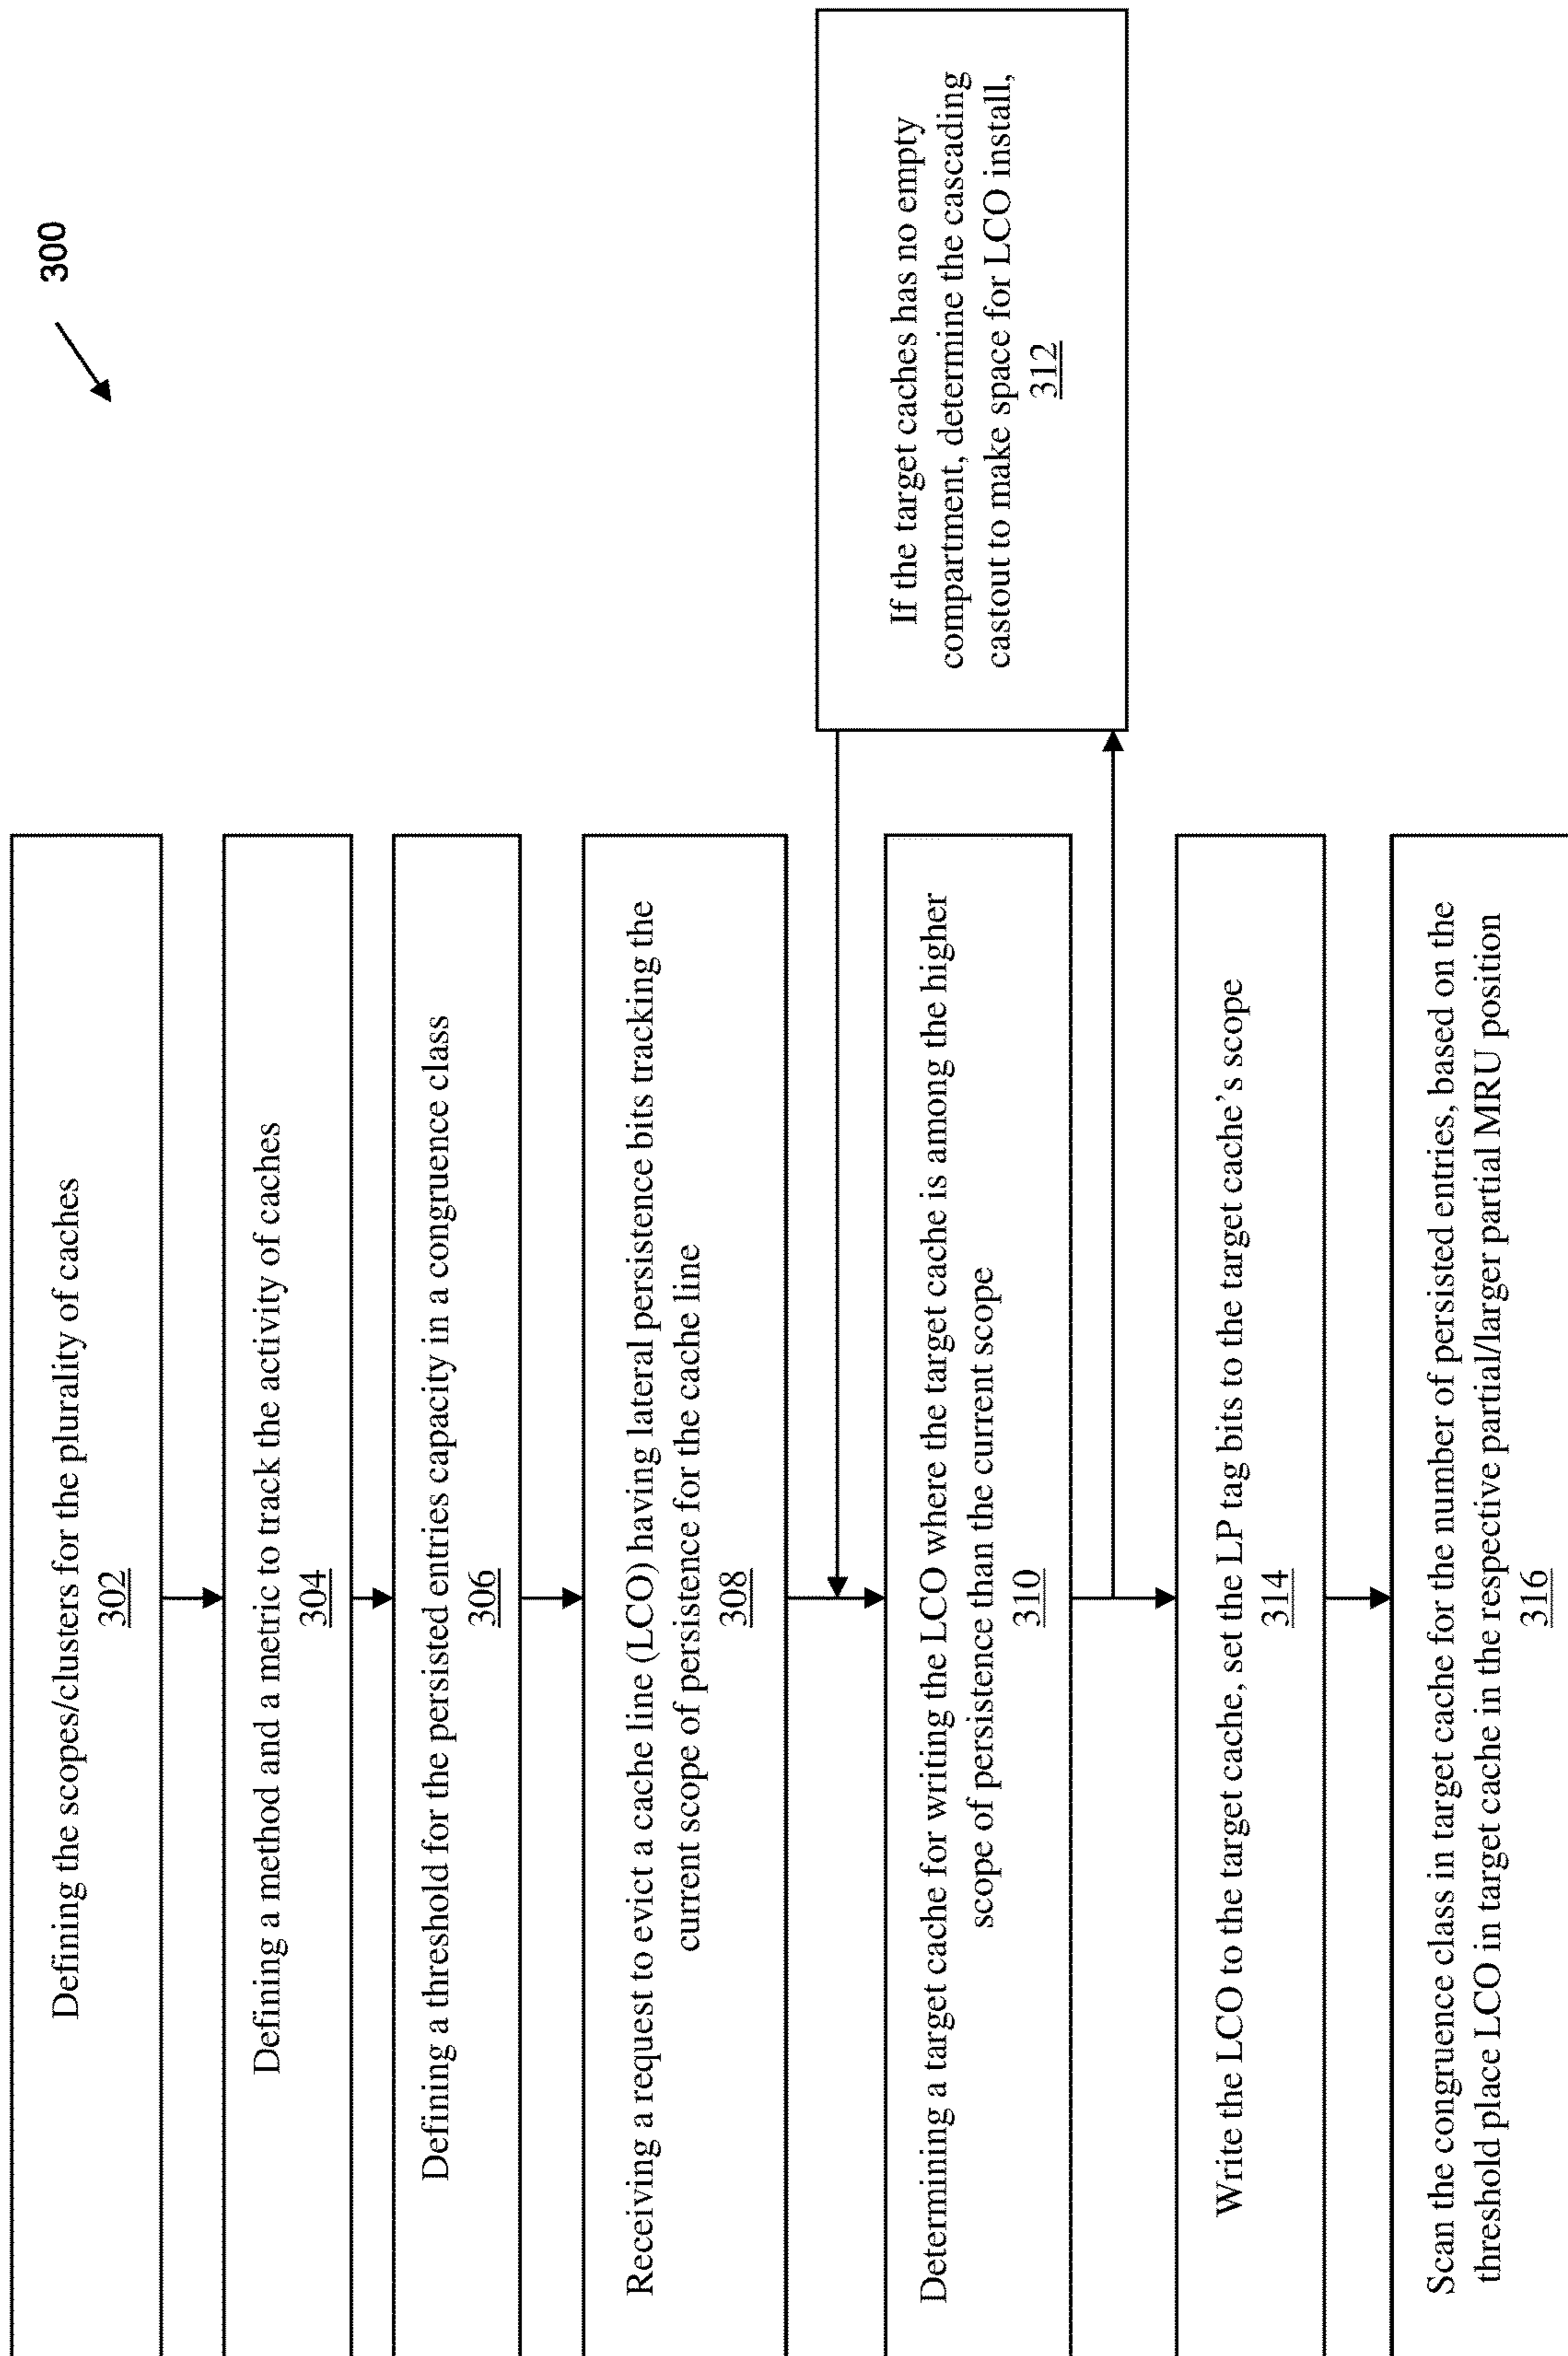 300
Defining the scopes/clusters for the plurality of caches
302
Defining a method and a metric to track the activity of caches
304
Defining a threshold for the persisted entries capacity in a congruence class
306
Receiving a request to evict a cache line (LCO) having lateral persistence bits tracking the
current scope of persistence for the cache line
308
Determining a target cache for writing the LCO where the target cache is among the higher
scope of persistence than the current scope
310
If the target caches has no empty
compartment, determine the cascading
castout to make space for LCO install,
312
Write the LCO to the target cache, set the LP tag bits to the target cache’s scope
314
Scan the congruence class in target cache for the number of persisted entries, based on the
threshold place LCO in target cache in the respective partial/larger partial MRU position
316